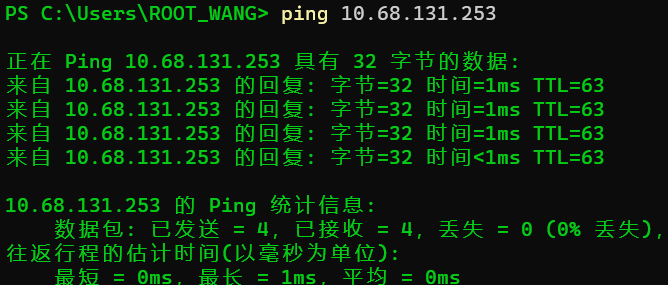 PS C:\Users\ROOT_WANG> ping 10.68.131.253
正在 Ping 10.68.131.253 具有 32 字节的数据:
来自 10.68.131.253 的回复: 字节=32 时间=1ms TTL=63
来自 10.68.131.253 的回复: 字节=32 时间=1ms TTL=63
来自 10.68.131.253 的回复: 字节=32 时间=1ms TTL=63
来自 10.68.131.253 的回复: 字节=32 时间<1ms TTL=63
10.68.131.253 的 Ping 统计信息:
数据包: 已发送 = 4，已接收 = 4，丢失 = 0 (0% 丢失)，
往返行程的估计时间(以毫秒为单位):
最短 = 0ms，最长 = 1ms，平均 = 0ms